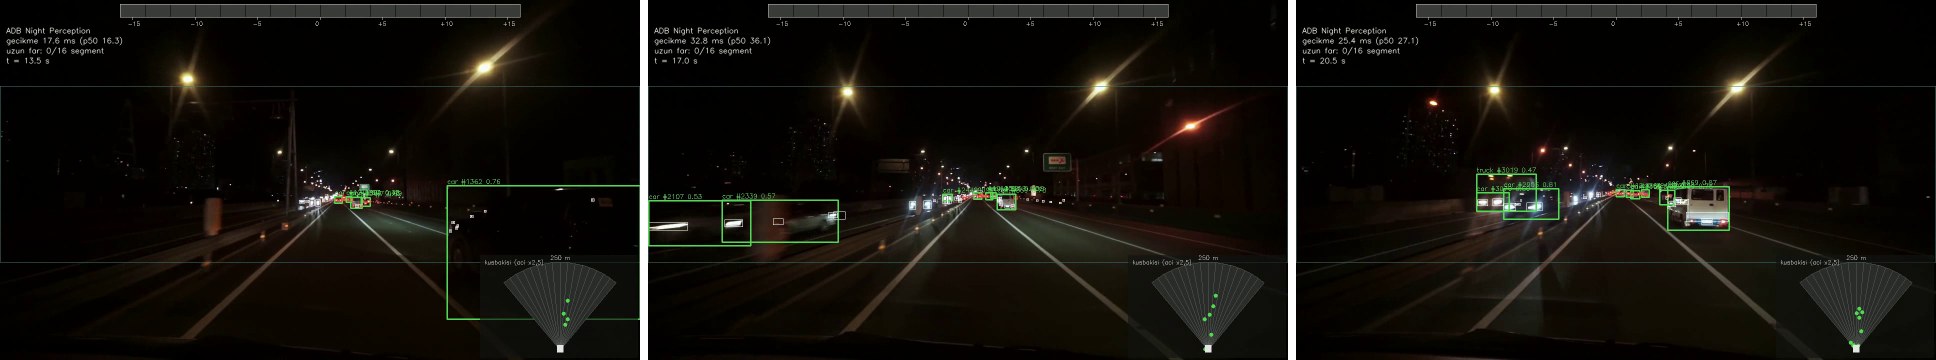 -15 -10 -5 0 +5 +10 +15
ADB Night Perception
gecikme 17.6 ms (p50 16.3)
uzun far: 0/16 segment
t = 13.5 s
car #1362 0.76
250 m
kusbakisi (aci x2.5)
-15 -10 -5 0 +5 +10 +15
ADB Night Perception
gecikme 32.8 ms (p50 36.1)
uzun far: 0/16 segment
t = 17.0 s
car #2107 0.53
car #2339 0.57
250 m
kusbakisi (aci x2.5)
-15 -10 -5 0 +5 +10 +15
ADB Night Perception
gecikme 25.4 ms (p50 27.1)
uzun far: 0/16 segment
t = 20.5 s
truck #3019 0.47
250 m
kusbakisi (aci x2.5)